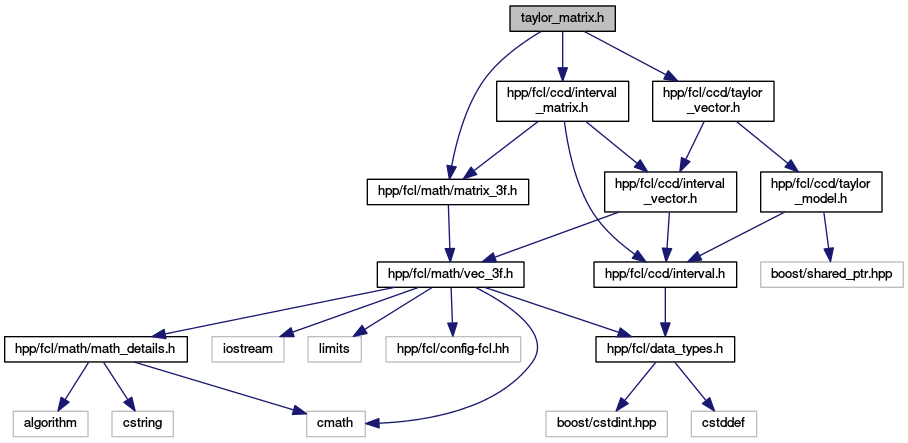 taylor_matrix.h
hpp/fcl/ccd/interval
_matrix.h
hpp/fcl/ccd/taylor
_vector.h
hpp/fcl/math/matrix_3f.h
hpp/fcl/ccd/interval
_vector.h
hpp/fcl/ccd/taylor
_model.h
hpp/fcl/math/vec_3f.h
hpp/fcl/ccd/interval.h
boost/shared_ptr.hpp
hpp/fcl/math/math_details.h
iostream
limits
hpp/fcl/config-fcl.hh
hpp/fcl/data_types.h
algorithm
cstring
cmath
boost/cstdint.hpp
cstddef